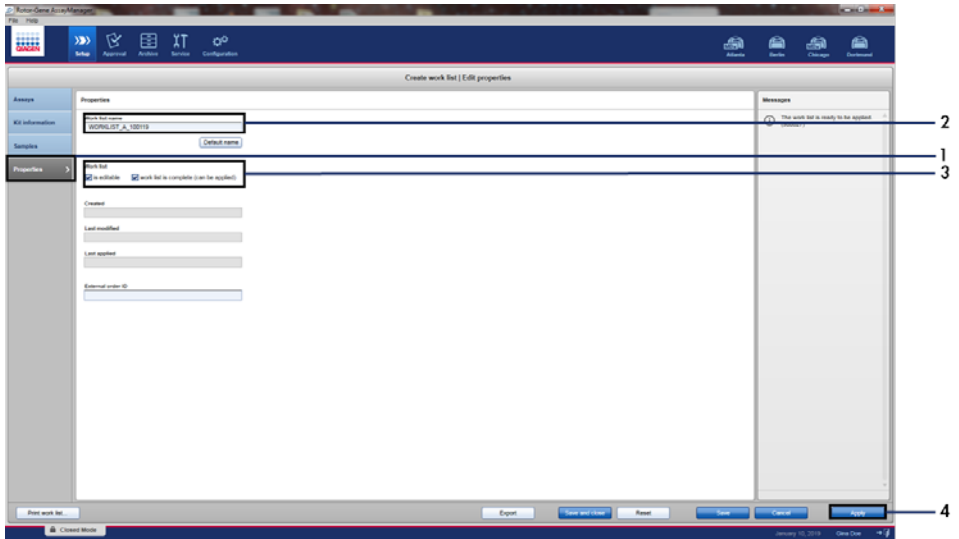 Rotor-Gene AssayManager
File Help
QIAGEN
Setup Approval Archive Service Configuration
Atlanta Berlin Chicago Dortmund
Create work list | Edit properties
Assays
Kit information
Samples
Properties
Properties
Work list name
WORKLIST_A_100119
Default name
Work list
is editable work list is complete (can be applied)
Created
Last modified
Last applied
External order ID
Messages
The work list is ready to be applied
2
1
3
4
Print work list...
Export
Save and close
Reset
Save
Cancel
Apply
Closed Mode
January 10, 2019
Gina Doe